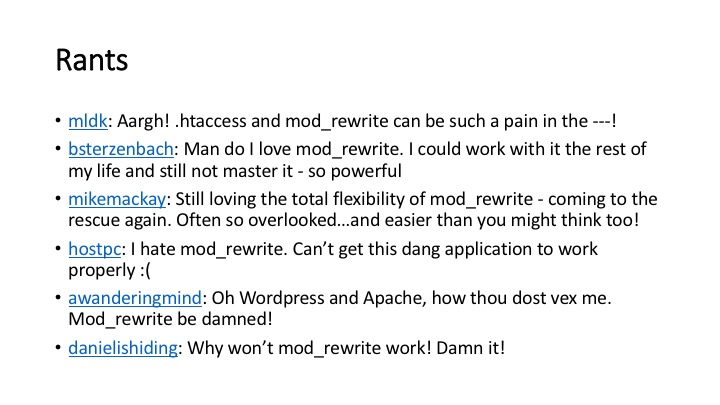 Rants
• mldk: Aargh! .htaccess and mod_rewrite can be such a pain in the ---!
• bsterzenbach: Man do I love mod_rewrite. I could work with it the rest of
my life and still not master it - so powerful
• mikemackay: Still loving the total flexibility of mod_rewrite - coming to the
rescue again. Often so overlooked…and easier than you might think too!
• hostpc: I hate mod_rewrite. Can’t get this dang application to work
properly :(
• awanderingmind: Oh Wordpress and Apache, how thou dost vex me.
Mod_rewrite be damned!
• danielishiding: Why won’t mod_rewrite work! Damn it!